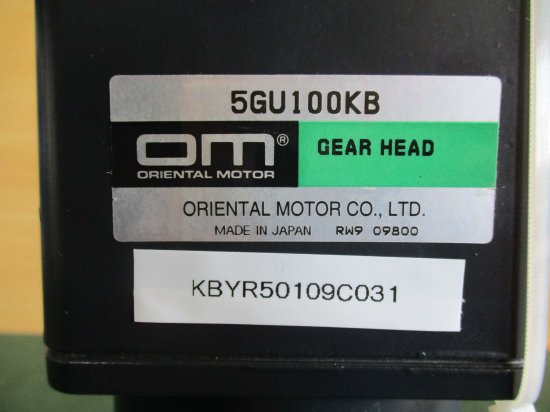 5GU100KB
OM®
ORIENTAL MOTOR
GEAR HEAD
ORIENTAL MOTOR CO., LTD.
MADE IN JAPAN RW9 09800
KBYR50109C031